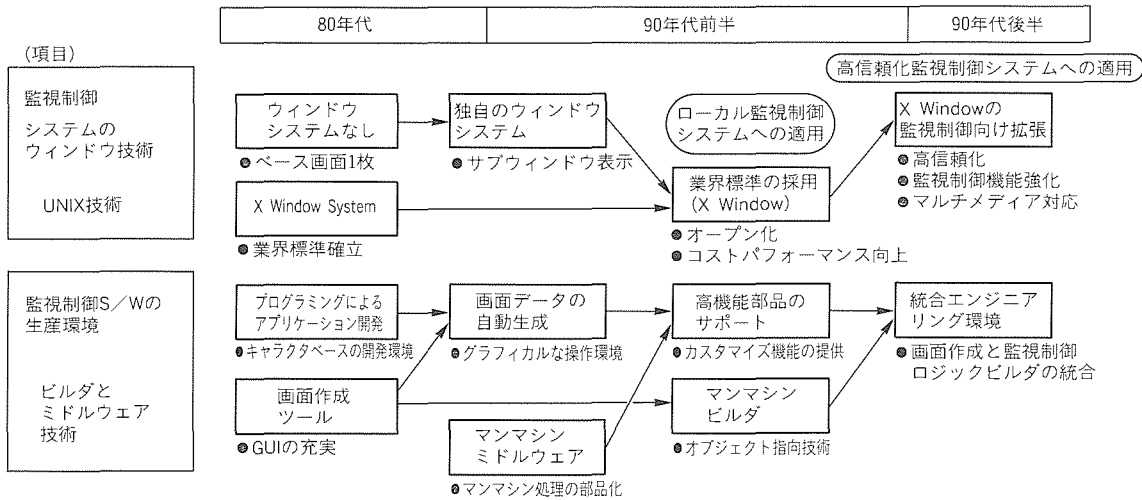 80年代
90年代前半
90年代後半
(項目)
高信頼化監視制御システムへの適用
監視制御
システムの
ウィンドウ技術
UNIX技術
ウィンドウ
システムなし
●ベース画面1枚
独自のウィンドウ
システム
●サブウィンドウ表示
ローカル監視制御
システムへの適用
X Windowの
監視制御向け拡張
●高信頼化
●監視制御機能強化
●マルチメディア対応
X Window System
●業界標準確立
業界標準の採用
(X Window)
●オープン化
●コストパフォーマンス向上
監視制御S/Wの
生産環境
ビルダと
ミドルウェア
技術
プログラミングによる
アプリケーション開発
●キャラクタベースの開発環境
画面データの
自動生成
●グラフィカルな操作環境
高機能部品の
サポート
●カスタマイズ機能の提供
統合エンジニア
リング環境
●画面作成と監視制御
ロジックビルダの統合
画面作成
ツール
●GUIの充実
マンマシン
ミドルウェア
●マンマシン処理の部品化
マンマシン
ビルダ
●オブジェクト指向技術